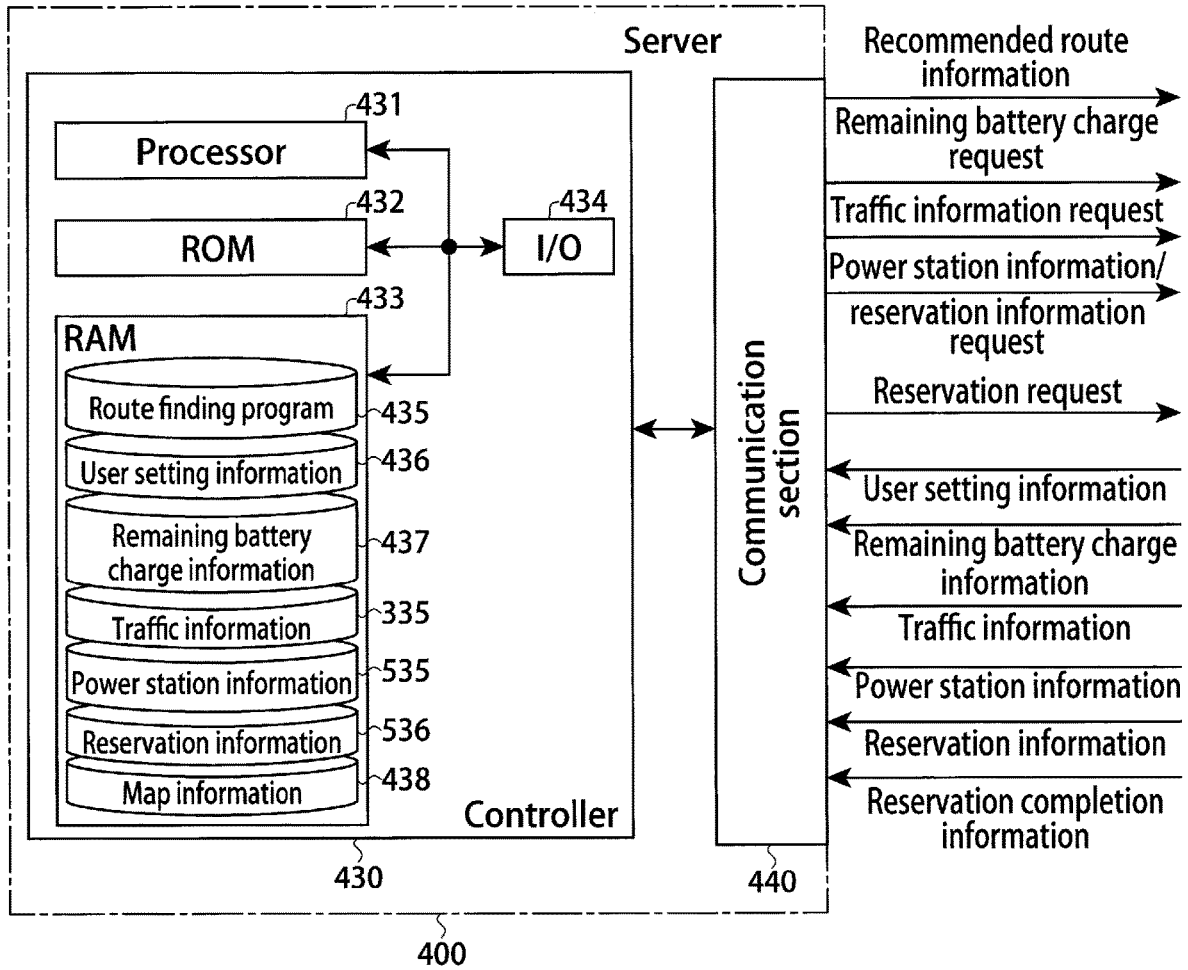 Server
431
Processor
432
ROM
434
I/O
433
RAM
Route finding program
435
User setting information
436
Remaining battery
charge information
437
Traffic information
335
Power station information
535
Reservation information
536
Map information
438
Controller
430
Communication
section
440
400
Recommended route
information
Remaining battery charge
request
Traffic information request
Power station information/
reservation information
request
Reservation request
User setting information
Remaining battery charge
information
Traffic information
Power station information
Reservation information
Reservation completion
information